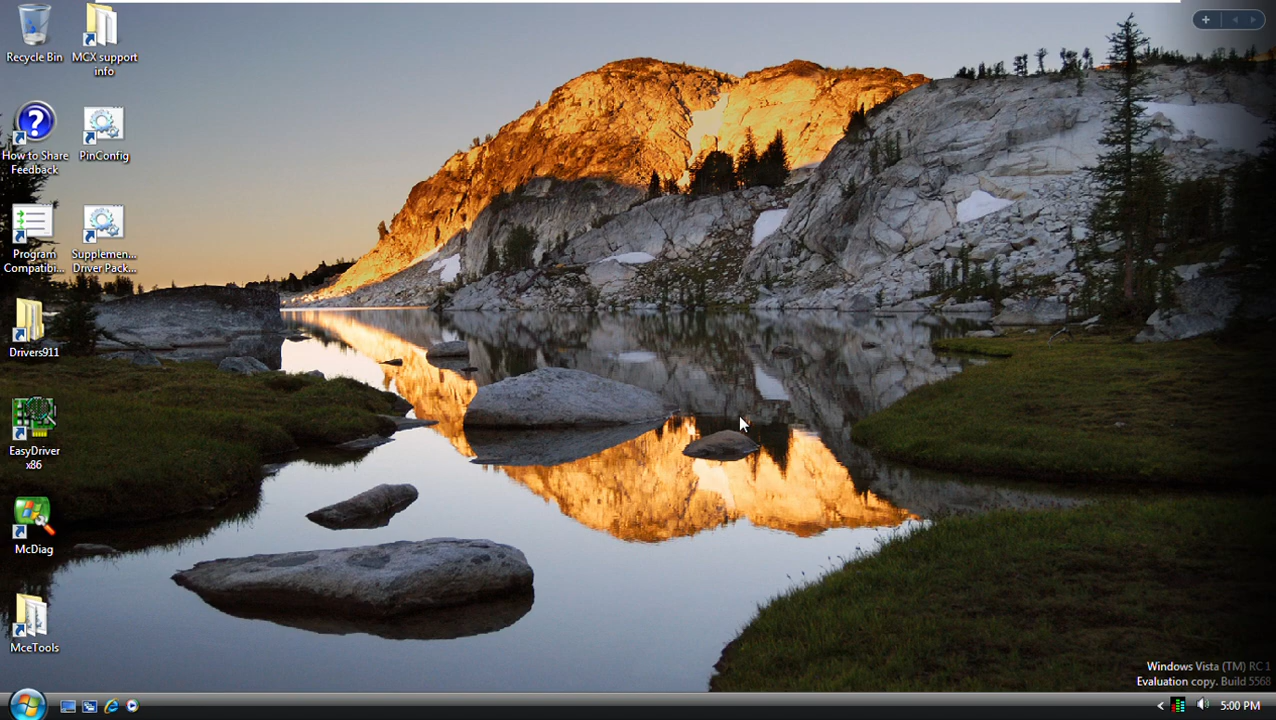 Recycle Bin
MCX support
info
How to Share
Feedback
PinConfig
Program
Compatibi...
Supplemen...
Driver Pack...
Drivers911
EasyDriver
x86
McDiag
MceTools
Windows Vista (TM) RC 1
Evaluation copy. Build 5568
5:00 PM